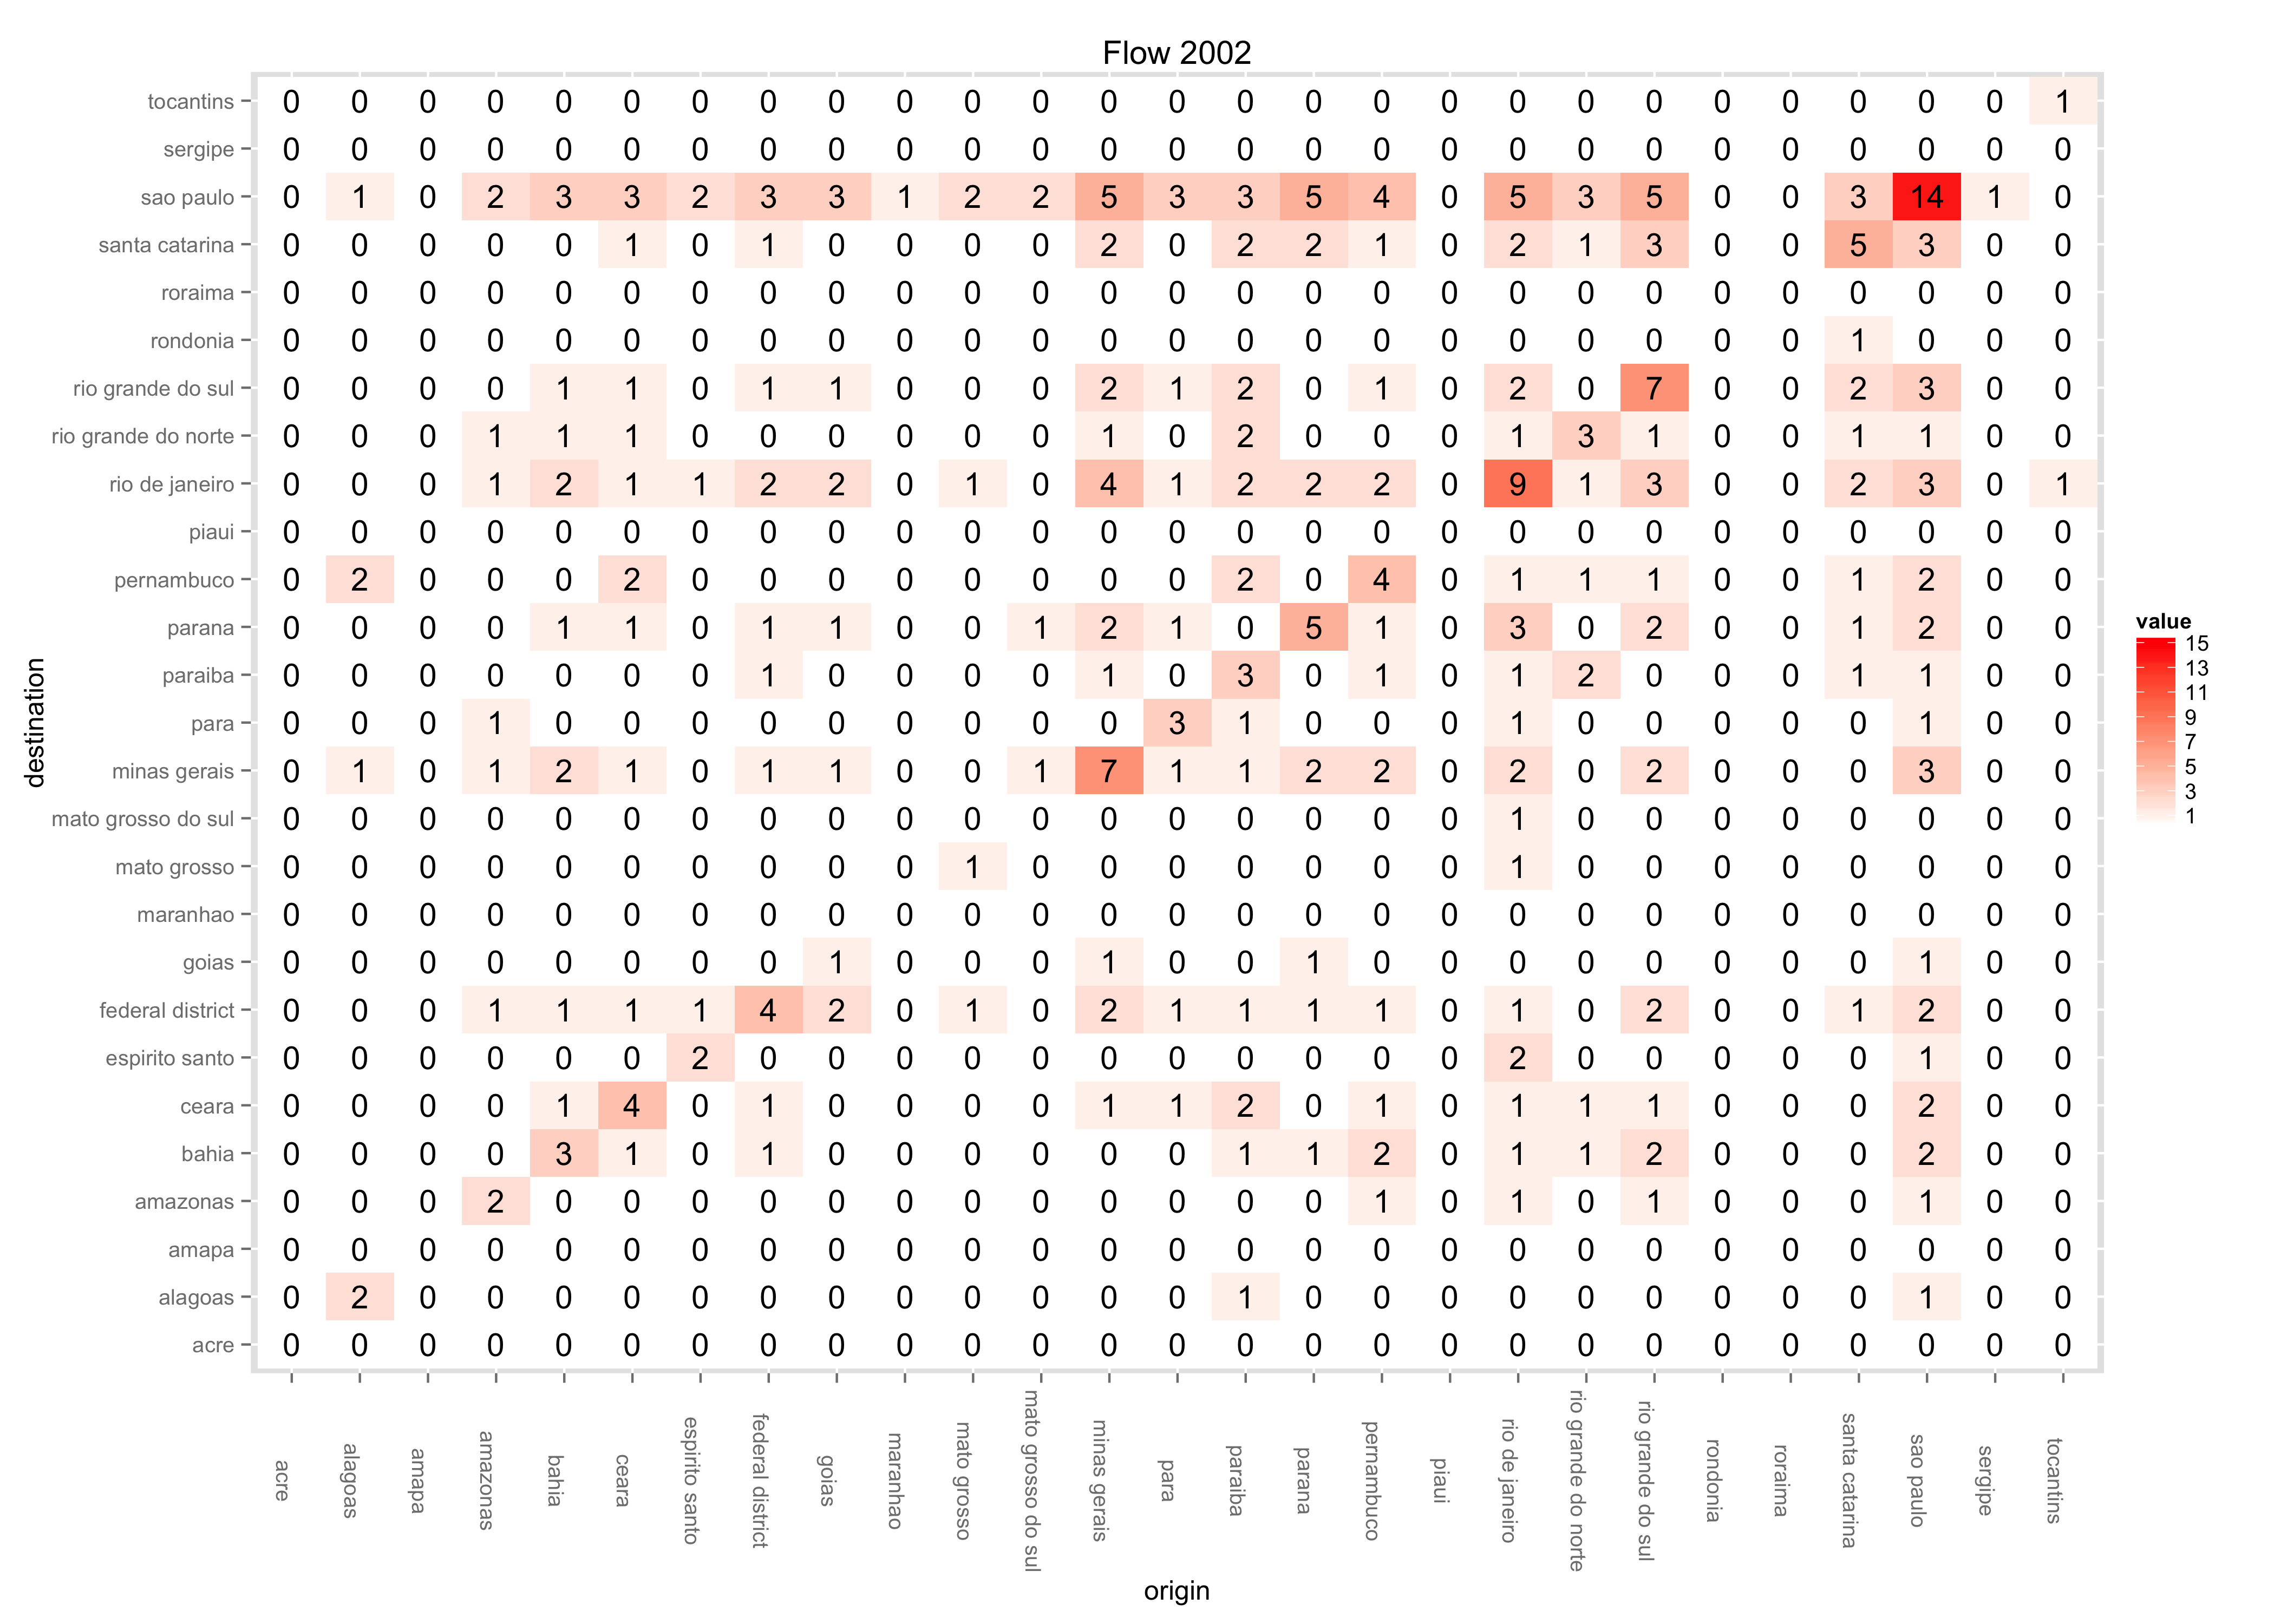 Flow 2002
tocantins 0 0 0 0 0 0 0 0 0 0 0 0 0 0 0 0 0 0 0 0 0 0 0 0 0 0 1
sergipe 0 0 0 0 0 0 0 0 0 0 0 0 0 0 0 0 0 0 0 0 0 0 0 0 0 0 0
sao paulo 0 1 0 2 3 3 2 3 3 1 2 2 5 3 3 5 4 0 5 3 5 0 0 3 14 1 0
santa catarina 0 0 0 0 0 1 0 1 0 0 0 0 2 0 2 2 1 0 2 1 3 0 0 5 3 0 0
roraima 0 0 0 0 0 0 0 0 0 0 0 0 0 0 0 0 0 0 0 0 0 0 0 0 0 0 0
rondonia 0 0 0 0 0 0 0 0 0 0 0 0 0 0 0 0 0 0 0 0 0 0 0 1 0 0 0
rio grande do sul 0 0 0 0 1 1 0 1 1 0 0 0 2 1 2 0 1 0 2 0 7 0 0 2 3 0 0
rio grande do norte 0 0 0 1 1 1 0 0 0 0 0 0 1 0 2 0 0 0 1 3 1 0 0 1 1 0 0
rio de janeiro 0 0 0 1 2 1 1 2 2 0 1 0 4 1 2 2 2 0 9 1 3 0 0 2 3 0 1
piaui 0 0 0 0 0 0 0 0 0 0 0 0 0 0 0 0 0 0 0 0 0 0 0 0 0 0 0
pernambuco 0 2 0 0 0 2 0 0 0 0 0 0 0 0 2 0 4 0 1 1 1 0 0 1 2 0 0
parana 0 0 0 0 1 1 0 1 1 0 0 1 2 1 0 5 1 0 3 0 2 0 0 1 2 0 0
paraiba 0 0 0 0 0 0 0 1 0 0 0 0 1 0 3 0 1 0 1 2 0 0 0 1 1 0 0
para 0 0 0 1 0 0 0 0 0 0 0 0 0 3 1 0 0 0 1 0 0 0 0 0 1 0 0
minas gerais 0 1 0 1 2 1 0 1 1 0 0 1 7 1 1 2 2 0 2 0 2 0 0 0 3 0 0
mato grosso do sul 0 0 0 0 0 0 0 0 0 0 0 0 0 0 0 0 0 0 1 0 0 0 0 0 0 0 0
mato grosso 0 0 0 0 0 0 0 0 0 0 1 0 0 0 0 0 0 0 1 0 0 0 0 0 0 0 0
maranhao 0 0 0 0 0 0 0 0 0 0 0 0 0 0 0 0 0 0 0 0 0 0 0 0 0 0 0
goias 0 0 0 0 0 0 0 0 1 0 0 0 1 0 0 1 0 0 0 0 0 0 0 0 1 0 0
federal district 0 0 0 1 1 1 1 4 2 0 1 0 2 1 1 1 1 0 1 0 2 0 0 1 2 0 0
espirito santo 0 0 0 0 0 0 2 0 0 0 0 0 0 0 0 0 0 0 2 0 0 0 0 0 1 0 0
ceara 0 0 0 0 1 4 0 1 0 0 0 0 1 1 2 0 1 0 1 1 1 0 0 0 2 0 0
bahia 0 0 0 0 3 1 0 1 0 0 0 0 0 0 1 1 2 0 1 1 2 0 0 0 2 0 0
amazonas 0 0 0 2 0 0 0 0 0 0 0 0 0 0 0 0 1 0 1 0 1 0 0 0 1 0 0
amapa 0 0 0 0 0 0 0 0 0 0 0 0 0 0 0 0 0 0 0 0 0 0 0 0 0 0 0
alagoas 0 2 0 0 0 0 0 0 0 0 0 0 0 0 1 0 0 0 0 0 0 0 0 0 1 0 0
acre 0 0 0 0 0 0 0 0 0 0 0 0 0 0 0 0 0 0 0 0 0 0 0 0 0 0 0
destination
acre
alagoas
amapa
amazonas
bahia
ceara
espirito santo
federal district
goias
maranhao
mato grosso
mato grosso do sul
minas gerais
para
paraiba
parana
pernambuco
piaui
rio de janeiro
rio grande do norte
rio grande do sul
rondonia
roraima
santa catarina
sao paulo
sergipe
tocantins
origin
value
15
13
11
9
7
5
3
1